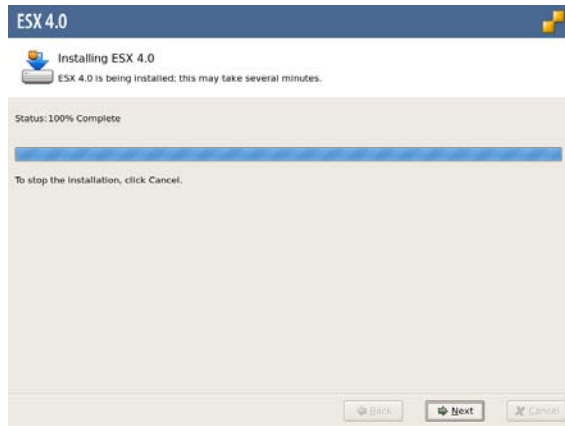 ESX 4.0
Installing ESX 4.0
ESX 4.0 is being installed; this may take several minutes.
Status: 100% Complete
To stop the installation, click Cancel.
Back
Next
Cancel